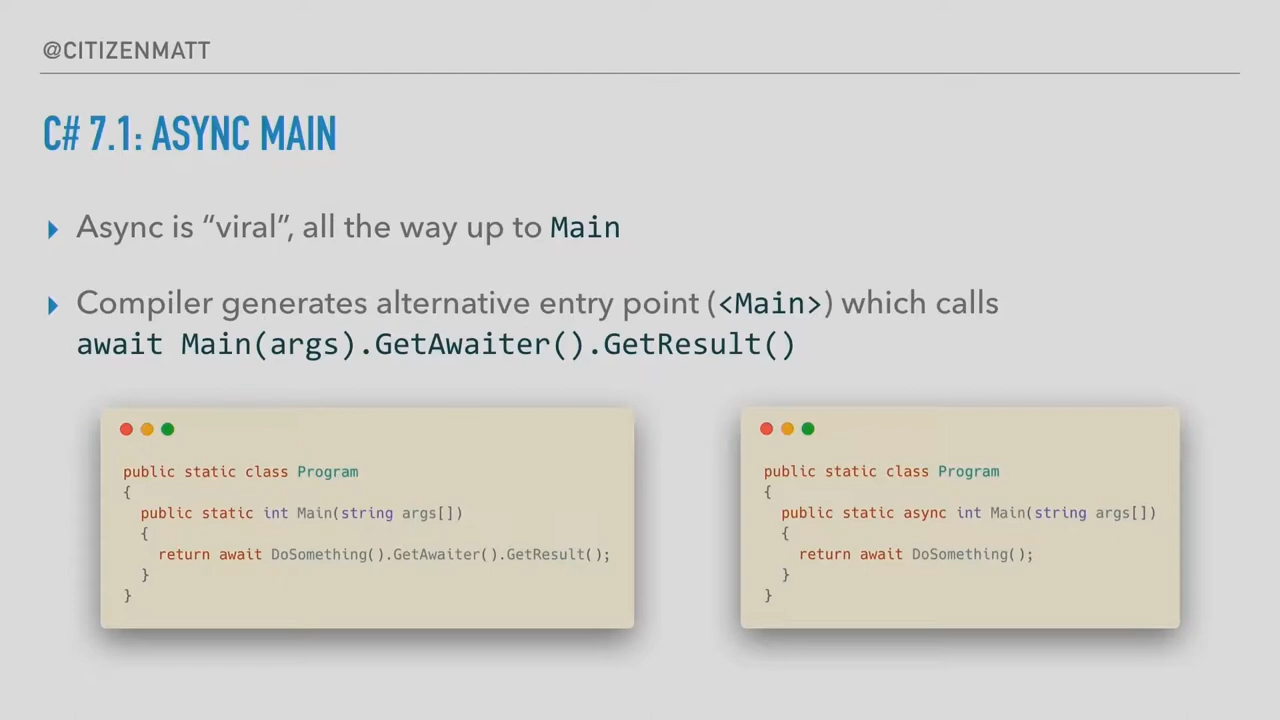 @CITIZENMATT
C# 7.1: ASYNC MAIN
Async is “viral”, all the way up to Main
Compiler generates alternative entry point (<Main>) which calls
await Main(args).GetAwaiter().GetResult()
public static class Program
{
public static int Main(string args[])
{
return await DoSomething().GetAwaiter().GetResult();
}
}
public static class Program
{
public static async int Main(string args[])
{
return await DoSomething();
}
}